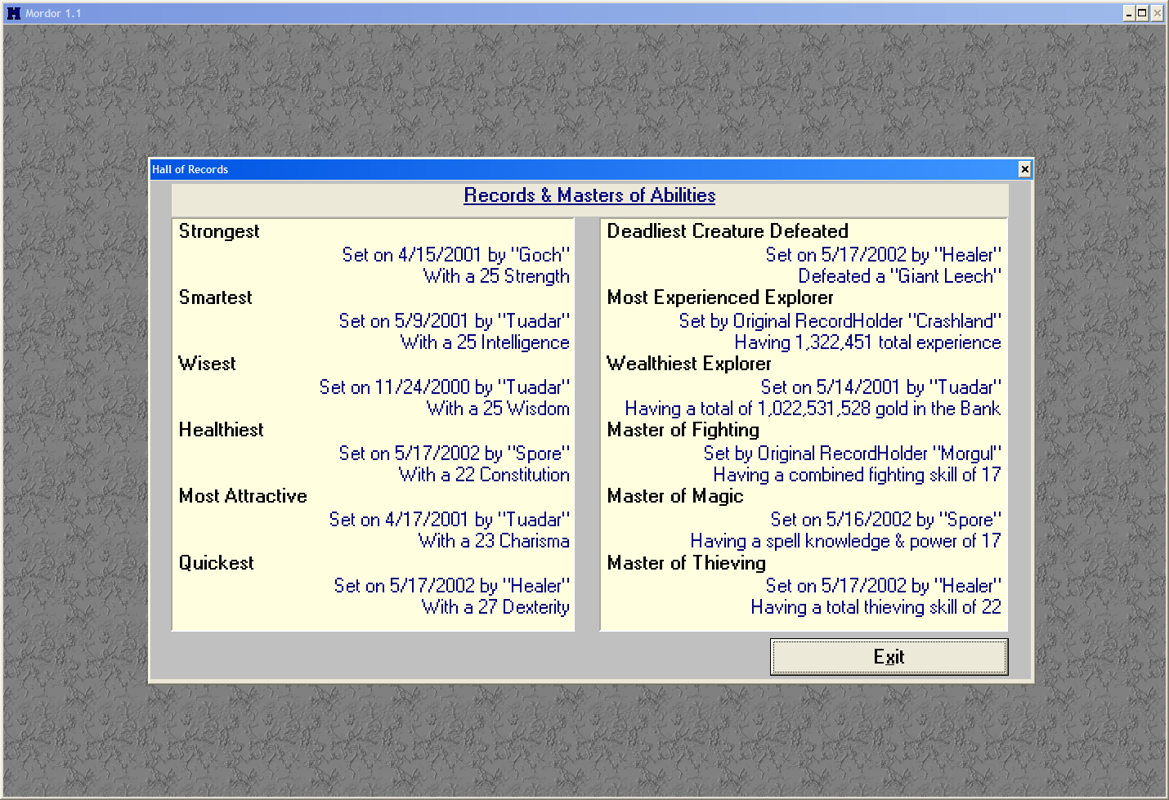 Mordor 1.1
Hall of Records
Records & Masters of Abilities
Strongest
Set on 4/15/2001 by "Goch"
With a 25 Strength
Smartest
Set on 5/9/2001 by "Tuadar"
With a 25 Intelligence
Wisest
Set on 11/24/2000 by "Tuadar"
With a 25 Wisdom
Healthiest
Set on 5/17/2002 by "Spore"
With a 22 Constitution
Most Attractive
Set on 4/17/2001 by "Tuadar"
With a 23 Charisma
Quickest
Set on 5/17/2002 by "Healer"
With a 27 Dexterity
Deadliest Creature Defeated
Set on 5/17/2002 by "Healer"
Defeated a "Giant Leech"
Most Experienced Explorer
Set by Original RecordHolder "Crashland"
Having 1,322,451 total experience
Wealthiest Explorer
Set on 5/14/2001 by "Tuadar"
Having a total of 1,022,531,528 gold in the Bank
Master of Fighting
Set by Original RecordHolder "Morgul"
Having a combined fighting skill of 17
Master of Magic
Set on 5/16/2002 by "Spore"
Having a spell knowledge & power of 17
Master of Thieving
Set on 5/17/2002 by "Healer"
Having a total thieving skill of 22
Exit